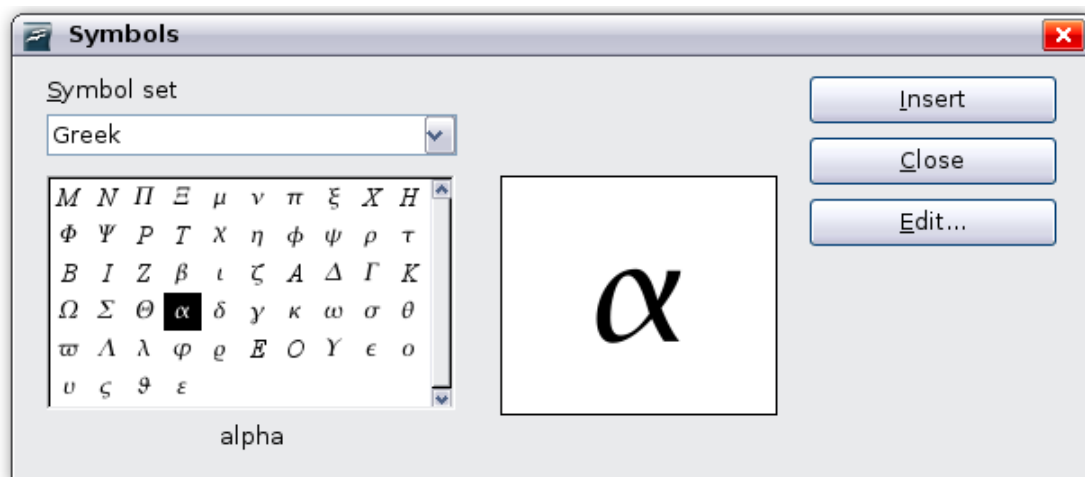 Symbols
Symbol set
Greek
Μ Ν Π Ξ μ ν π ξ Χ Η
Φ Ψ Ρ Τ χ η ϕ ψ ρ τ
Β Ι Ζ β ι ζ Α Δ Γ Κ
Ω Σ Θ α δ γ κ ω σ θ
ϖ Λ λ φ ϱ Ε Ο Υ ϵ ο
υ ς ϑ ε
alpha
α
Insert
Close
Edit...